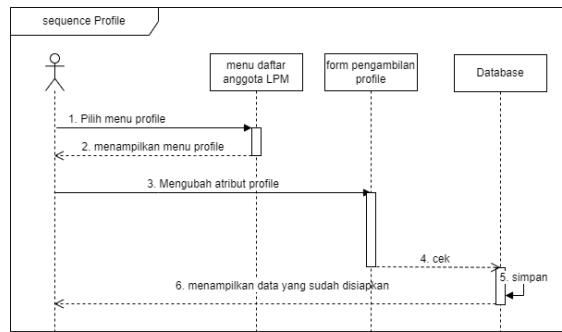 sequence Profile
menu daftar
anggota LPM
form pengambilan
profile
Database
1. Pilih menu profile
2. menampilkan menu profile
3. Mengubah atribut profile
4. cek
5. simpan
6. menampilkan data yang sudah disiapkan